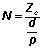 N = Z_c / (d / p)